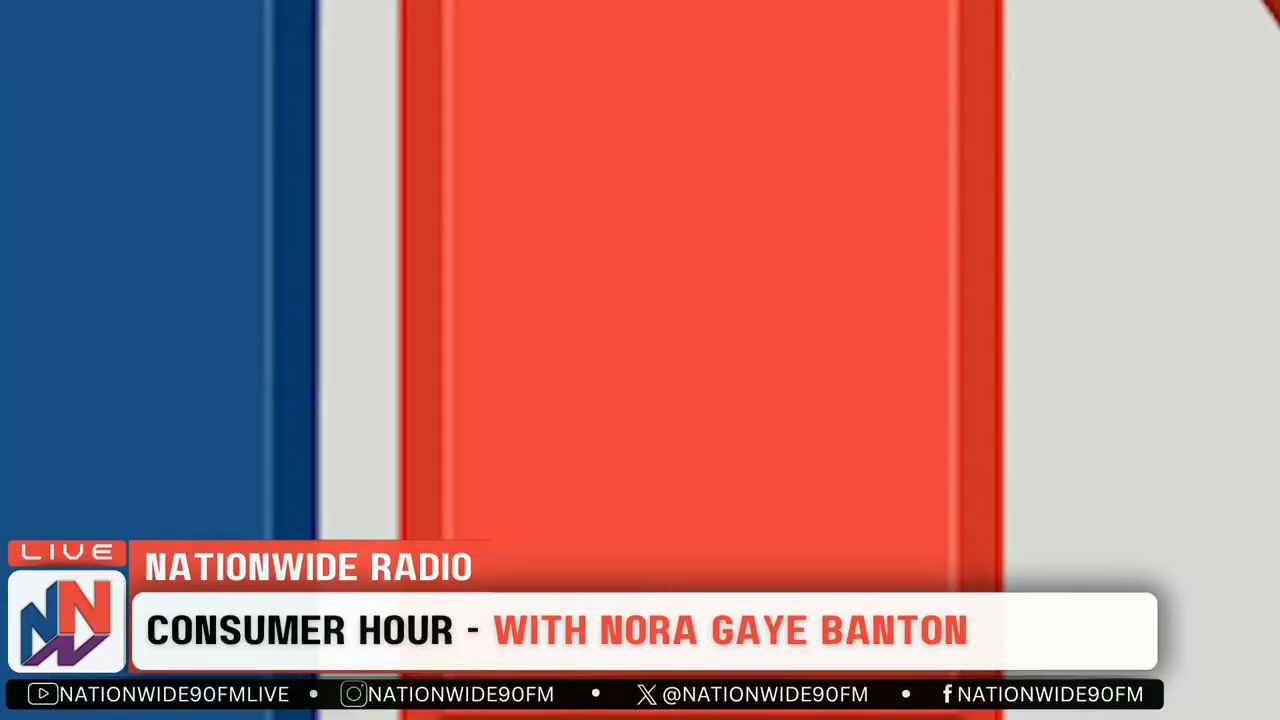 LIVE
NATIONWIDE RADIO
CONSUMER HOUR - WITH NORA GAYE BANTON
NATIONWIDE90FMLIVE • NATIONWIDE90FM • @NATIONWIDE90FM • NATIONWIDE90FM